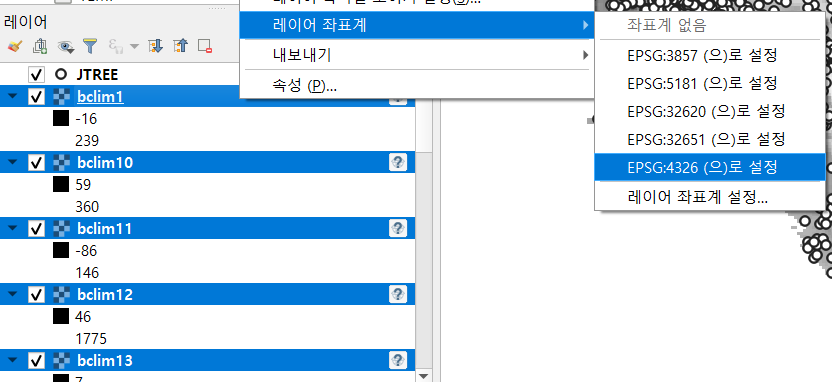 레이어
레이어 좌표계
내보내기
속성 (P)...
좌표계 없음
EPSG:3857 (으)로 설정
EPSG:5181 (으)로 설정
EPSG:32620 (으)로 설정
EPSG:32651 (으)로 설정
EPSG:4326 (으)로 설정
레이어 좌표계 설정...
JTREE
bclim1
-16
239
bclim10
59
360
bclim11
-86
146
bclim12
46
1775
bclim13